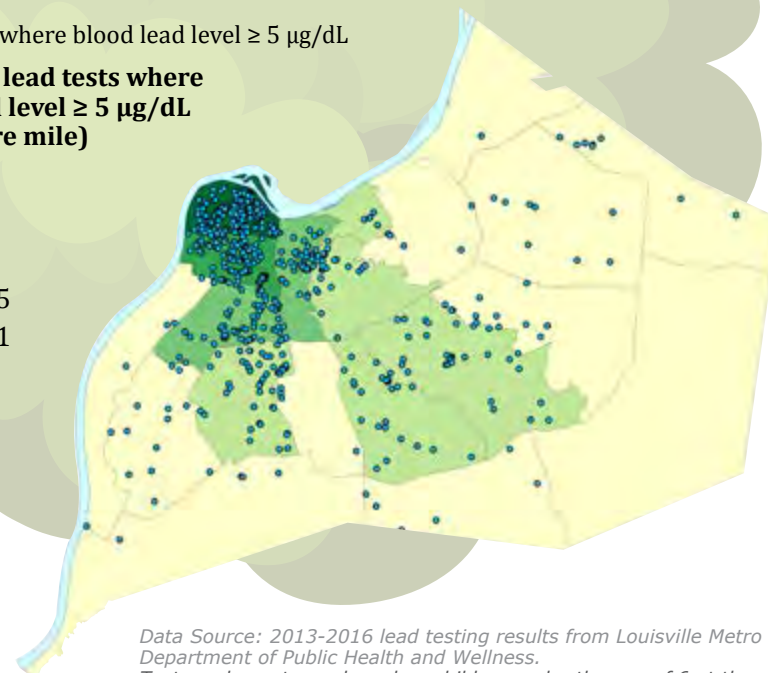 where blood lead level ≥ 5 µg/dL
lead tests where
level ≥ 5 µg/dL
mile)
5
1
Data Source: 2013-2016 lead testing results from Louisville Metro
Department of Public Health and Wellness.